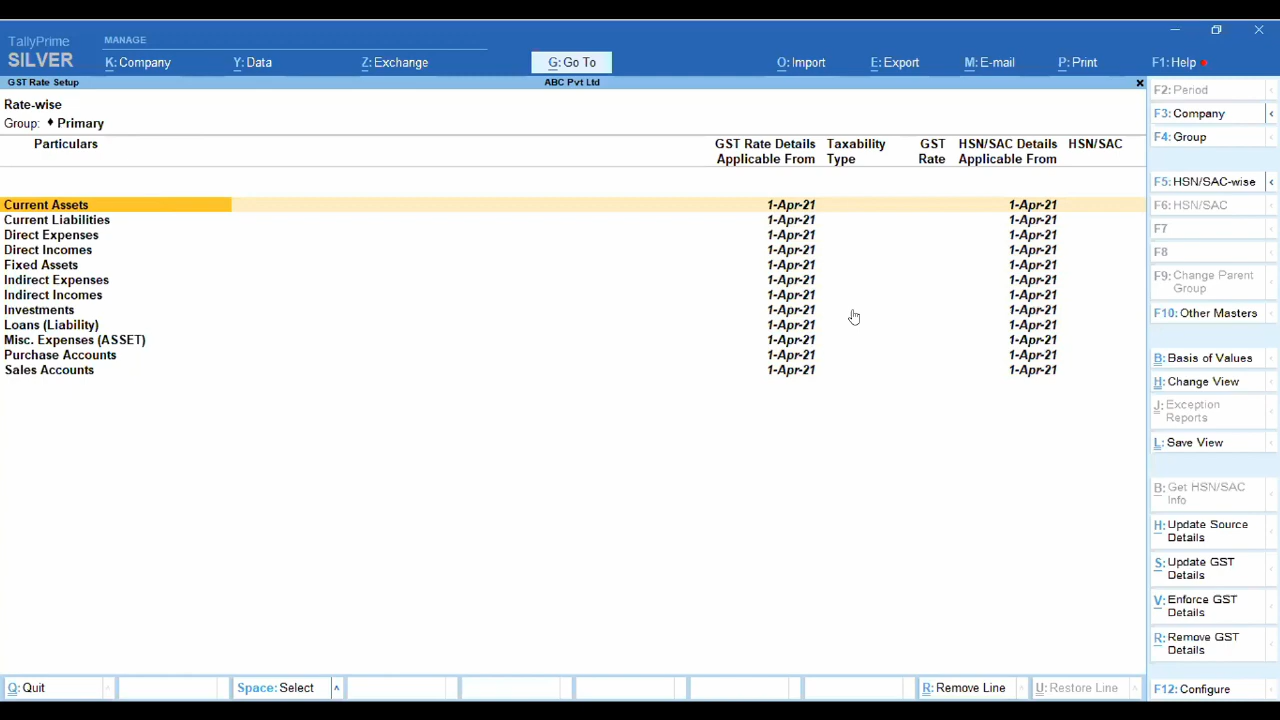 TallyPrime
SILVER
MANAGE
K: Company
Y: Data
Z: Exchange
G: Go To
O: Import
E: Export
M: E-mail
P: Print
F1: Help
GST Rate Setup
ABC Pvt Ltd
Rate-wise
Group: ♦ Primary
Particulars
GST Rate Details Applicable From
Taxability Type
GST Rate
HSN/SAC Details Applicable From
HSN/SAC
Current Assets 1-Apr-21 1-Apr-21
Current Liabilities 1-Apr-21 1-Apr-21
Direct Expenses 1-Apr-21 1-Apr-21
Direct Incomes 1-Apr-21 1-Apr-21
Fixed Assets 1-Apr-21 1-Apr-21
Indirect Expenses 1-Apr-21 1-Apr-21
Indirect Incomes 1-Apr-21 1-Apr-21
Investments 1-Apr-21 1-Apr-21
Loans (Liability) 1-Apr-21 1-Apr-21
Misc. Expenses (ASSET) 1-Apr-21 1-Apr-21
Purchase Accounts 1-Apr-21 1-Apr-21
Sales Accounts 1-Apr-21 1-Apr-21
F2: Period
F3: Company
F4: Group
F5: HSN/SAC-wise
F6: HSN/SAC
F7
F8
F9: Change Parent
Group
F10: Other Masters
B: Basis of Values
H: Change View
J: Exception
Reports
L: Save View
B: Get HSN/SAC
Info
H: Update Source
Details
S: Update GST
Details
V: Enforce GST
Details
R: Remove GST
Details
F12: Configure
Q: Quit
Space: Select
R: Remove Line
U: Restore Line